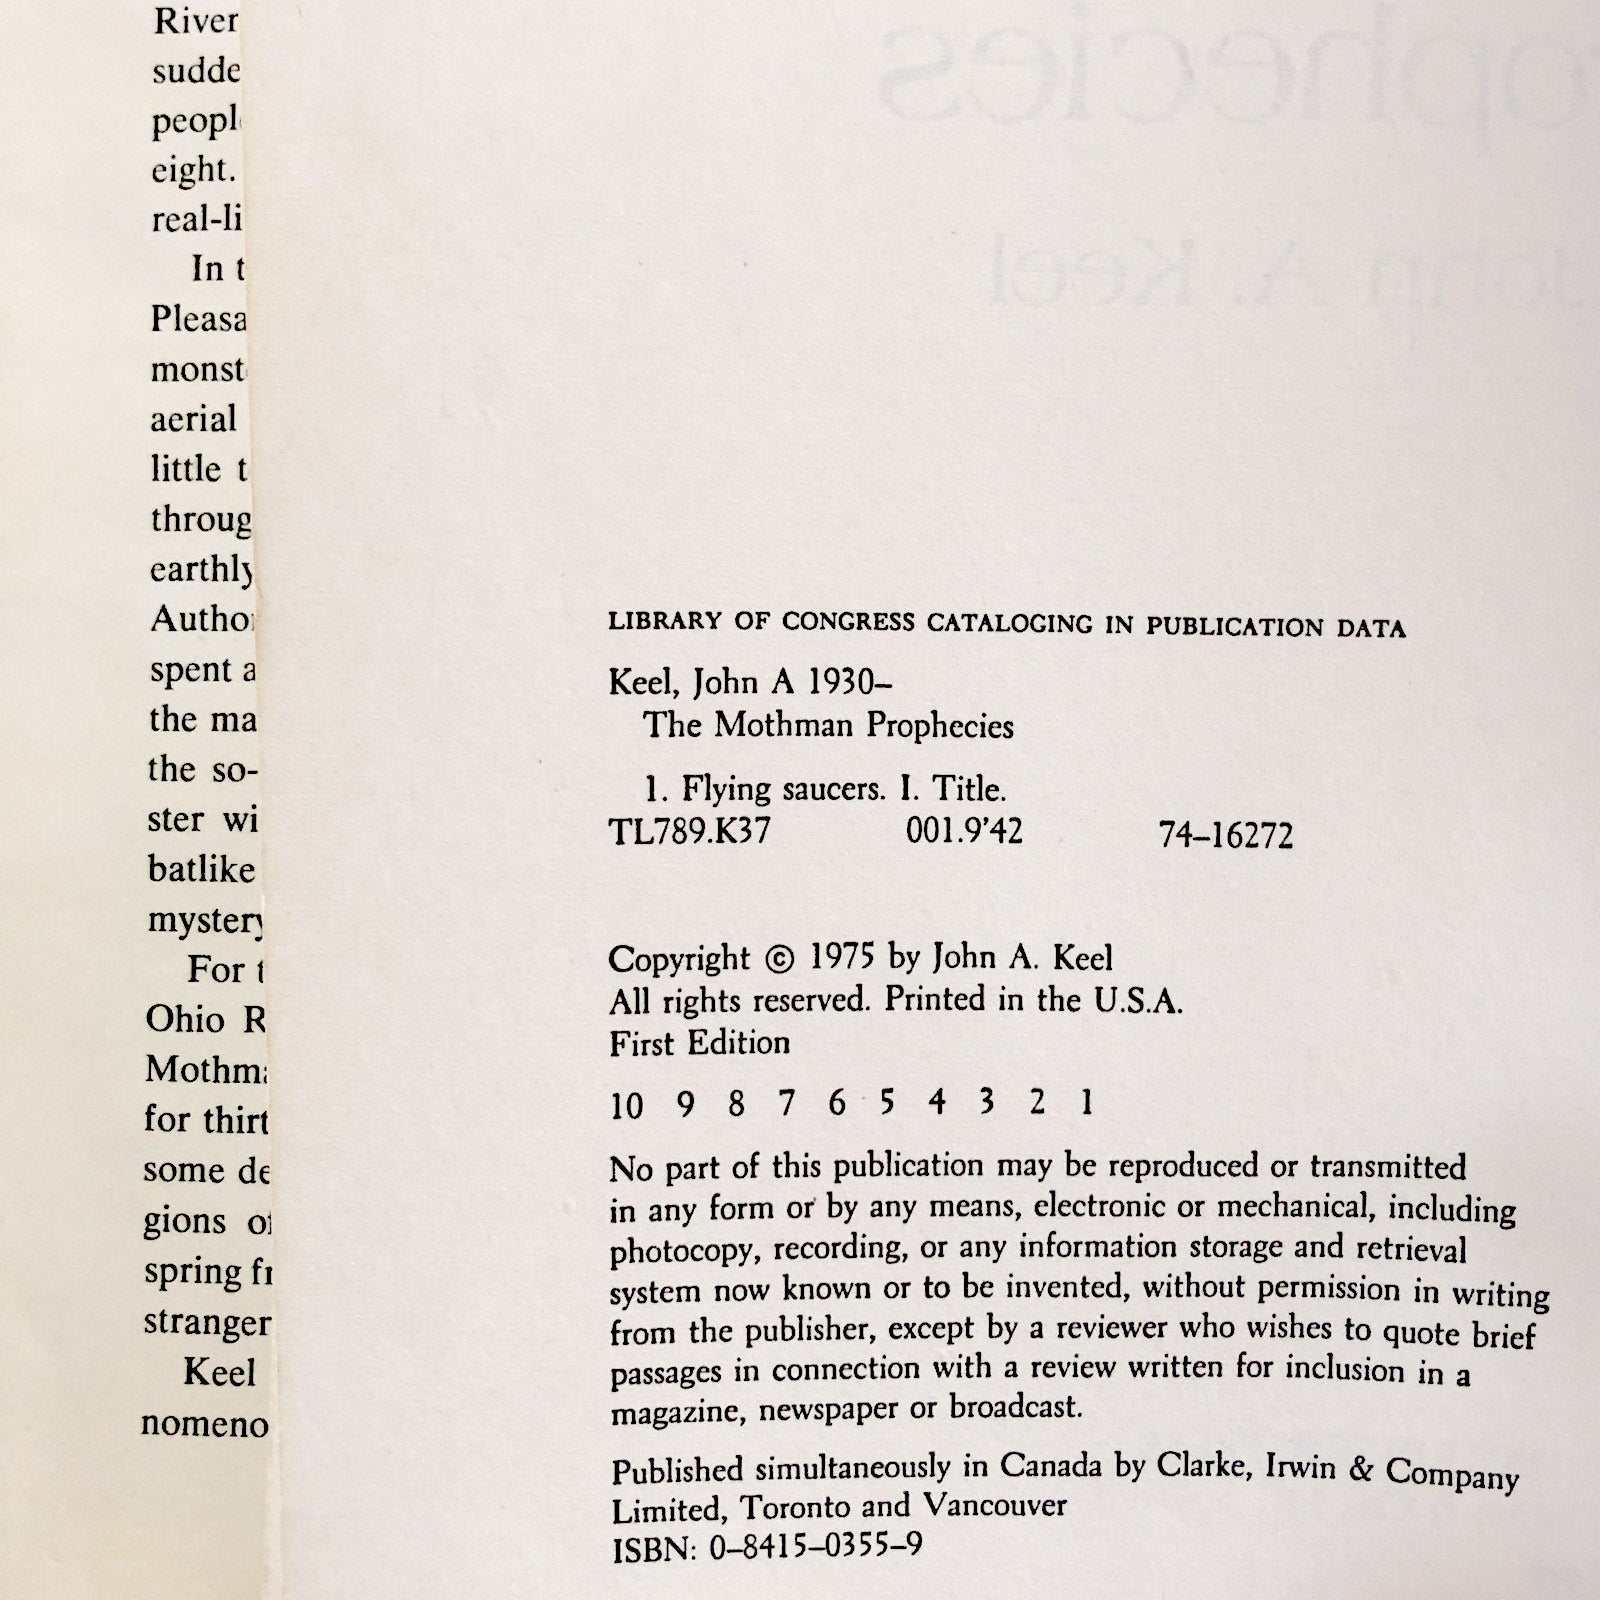 River
sudde
peopl
eight.
real-li
In t
Pleasa
monst
aerial
little t
throug
earthly
Autho
spent a
the ma
the so-
ster wi
batlike
mystery
For t
Ohio R
Mothm
for thirt
some de
gions of
spring fr
stranger
Keel
nomeno
ophecies
John A. Keel
LIBRARY OF CONGRESS CATALOGING IN PUBLICATION DATA
Keel, John A 1930–
The Mothman Prophecies
1. Flying saucers. I. Title.
TL789.K37 001.9'42 74–16272
Copyright © 1975 by John A. Keel
All rights reserved. Printed in the U.S.A.
First Edition
10 9 8 7 6 5 4 3 2 1
No part of this publication may be reproduced or transmitted
in any form or by any means, electronic or mechanical, including
photocopy, recording, or any information storage and retrieval
system now known or to be invented, without permission in writing
from the publisher, except by a reviewer who wishes to quote brief
passages in connection with a review written for inclusion in a
magazine, newspaper or broadcast.
Published simultaneously in Canada by Clarke, Irwin & Company
Limited, Toronto and Vancouver
ISBN: 0–8415–0355–9